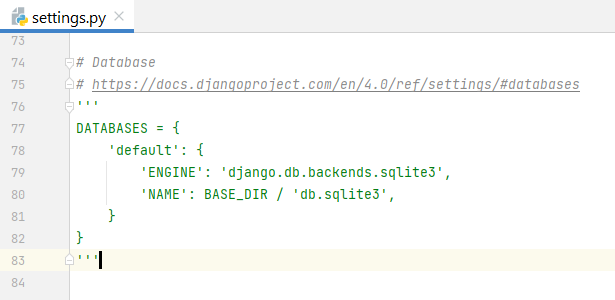 settings.py
73
74 # Database
75 # https://docs.djangoproject.com/en/4.0/ref/settings/#databases
76 '''
77 DATABASES = {
78     'default': {
79         'ENGINE': 'django.db.backends.sqlite3',
80         'NAME': BASE_DIR / 'db.sqlite3',
81     }
82 }
83 '''
84